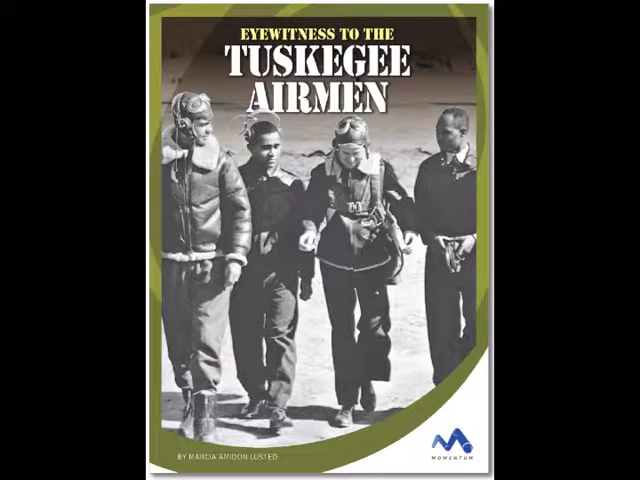 EYEWITNESS TO THE
TUSKEGEE
AIRMEN
BY MARCIA AMIDON LUSTED
MOMENTUM